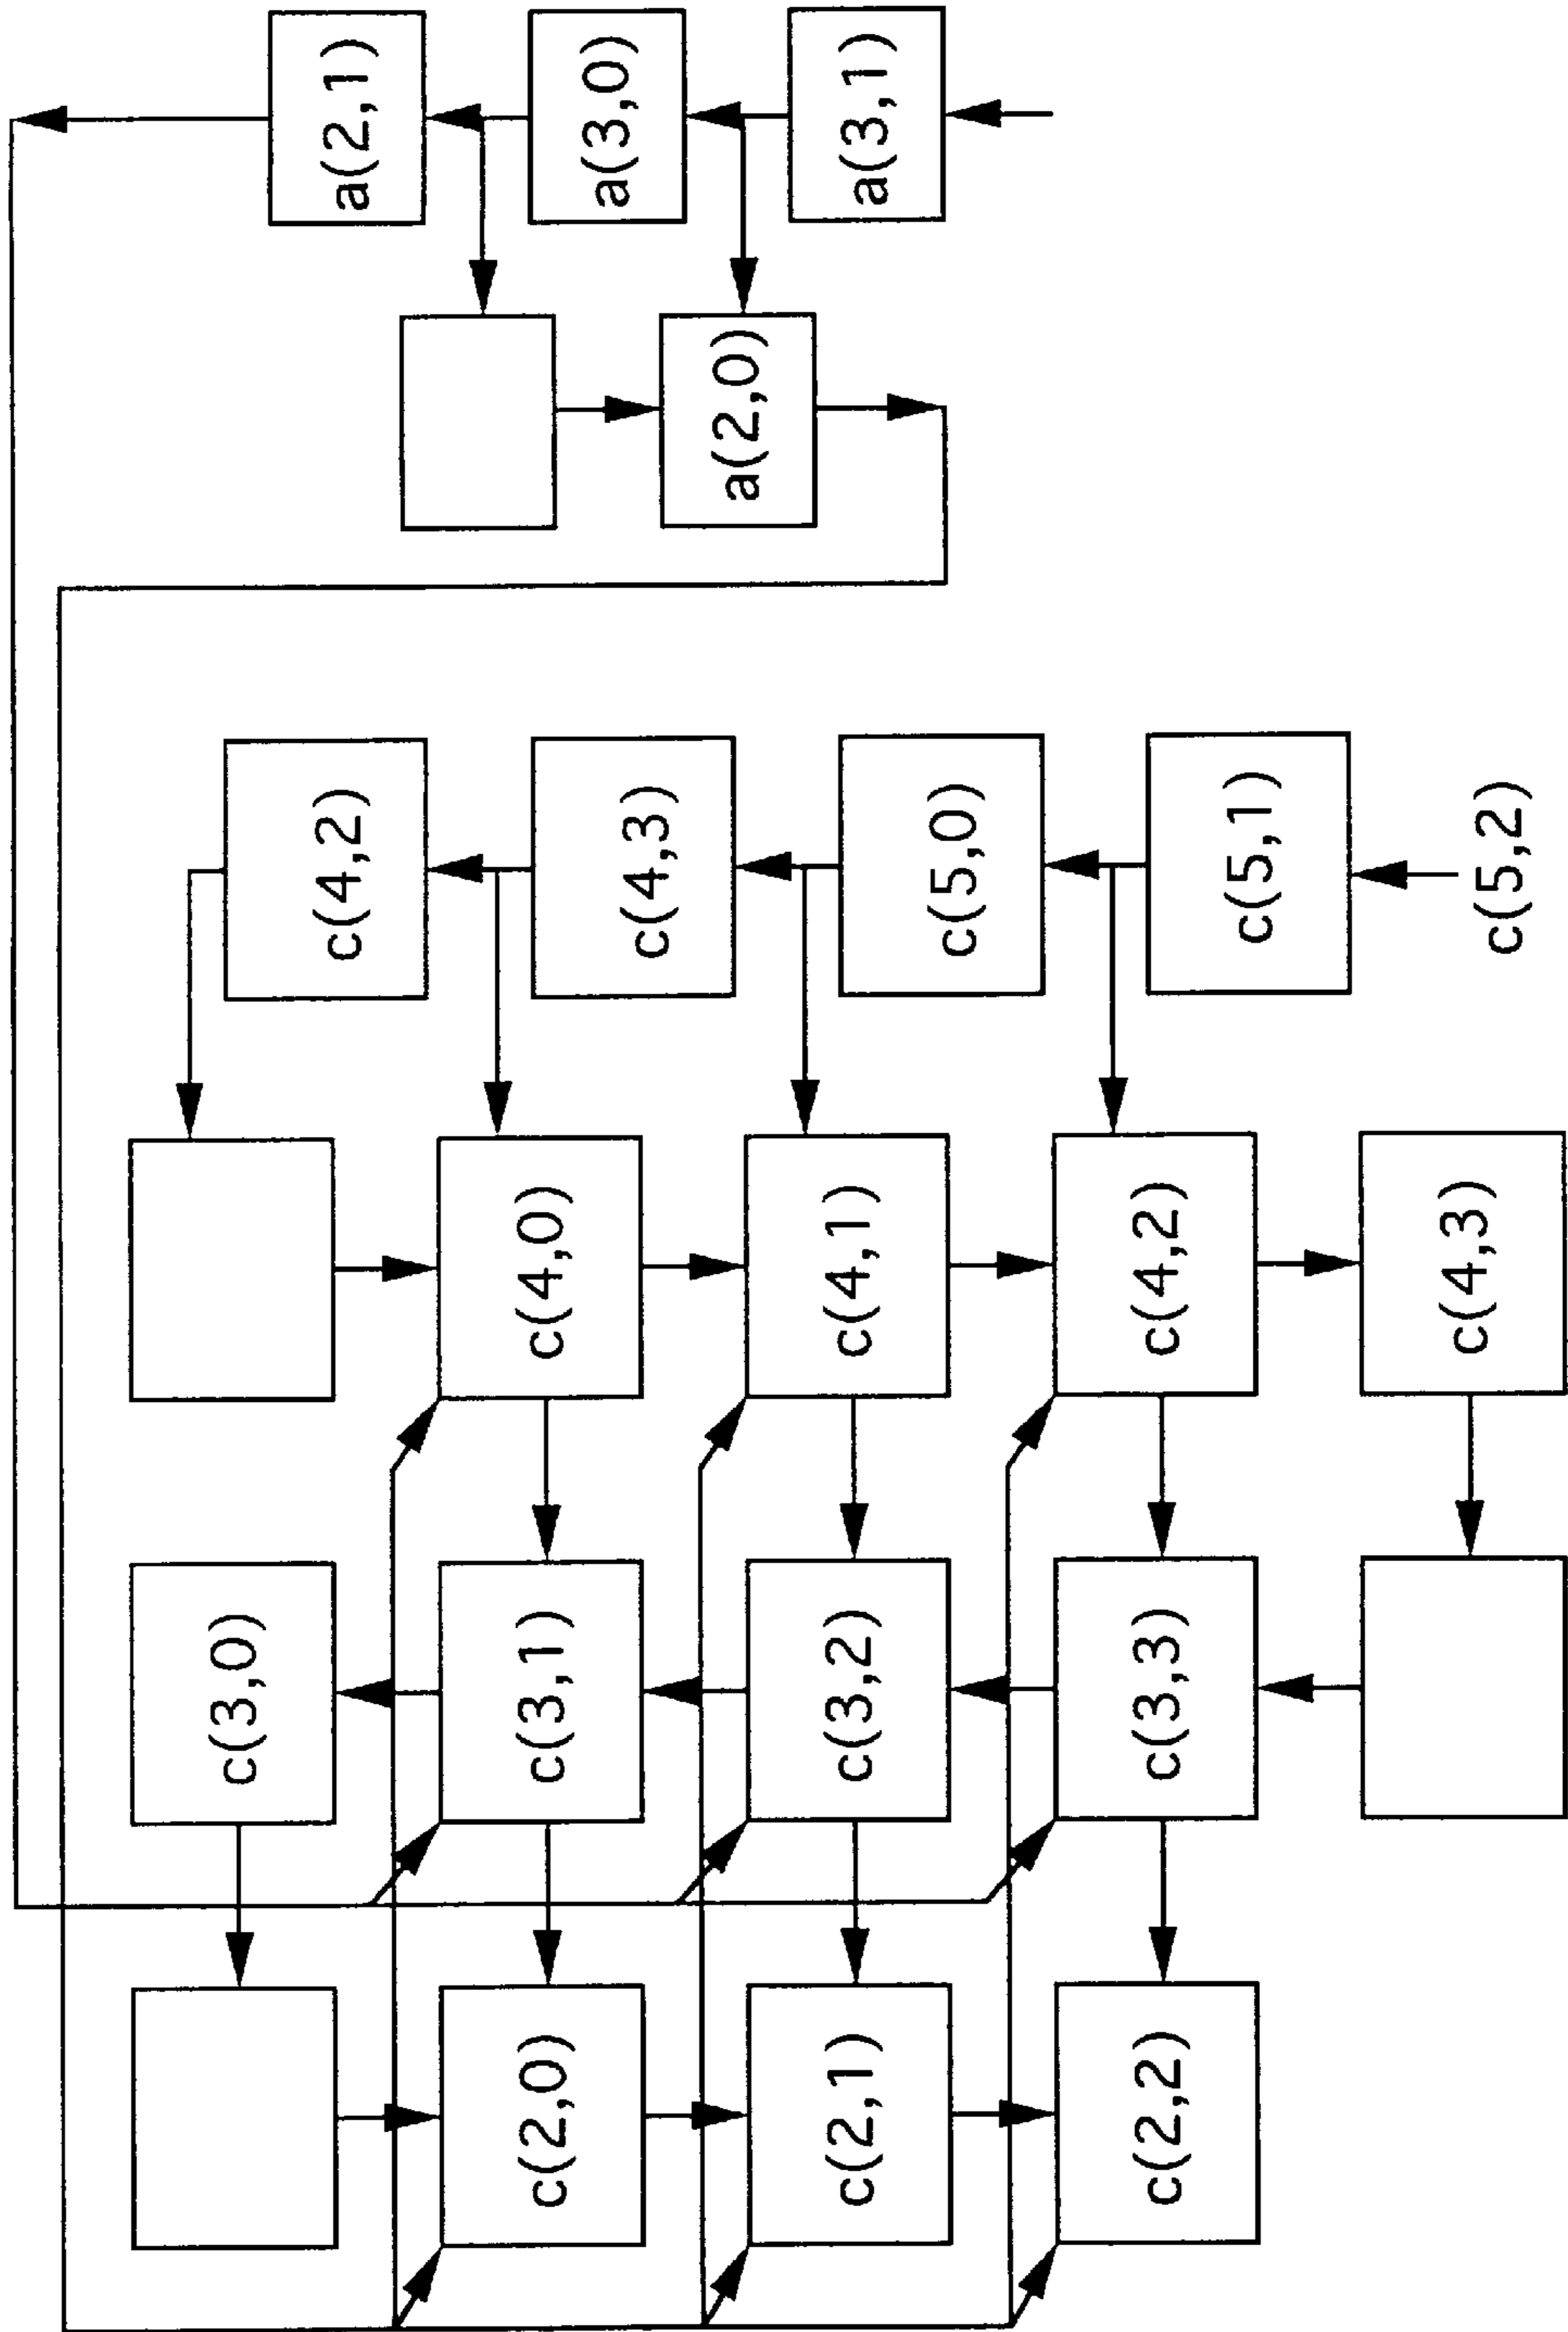 c(3,0)
c(4,2)
a(2,1)
c(2,0)
c(3,1)
c(4,0)
c(4,3)
a(3,0)
a(2,0)
c(2,1)
c(3,2)
c(4,1)
c(5,0)
a(3,1)
c(2,2)
c(3,3)
c(4,2)
c(5,1)
c(4,3)
c(5,2)